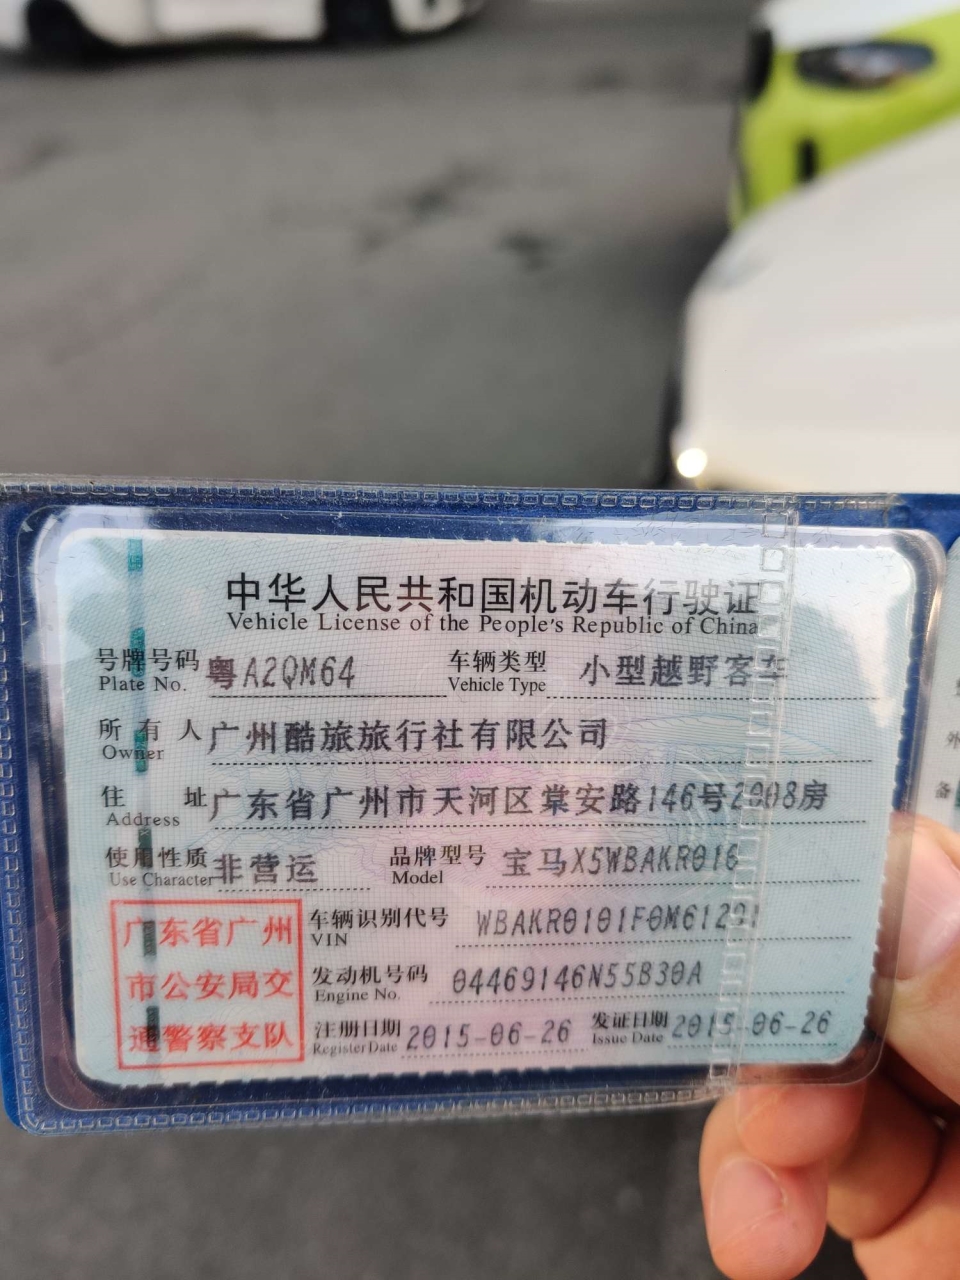 中华人民共和国机动车行驶证
Vehicle License of the People's Republic of China
号牌号码 粤A2QM64 车辆类型 小型越野客车
Plate No. Vehicle Type
所有人 广州酷旅旅行社有限公司
Owner
住址 广东省广州市天河区棠安路146号2008房
Address
使用性质 非营运 品牌型号 宝马X5WBAKR016
Use Character Model
广东省广州 车辆识别代号 WBAKR0101F0M61291
VIN
市公安局交 发动机号码 04469146N55B30A
Engine No.
通警察支队 注册日期 2015-06-26 发证日期 2015-06-26
Register Date Issue Date
外
备